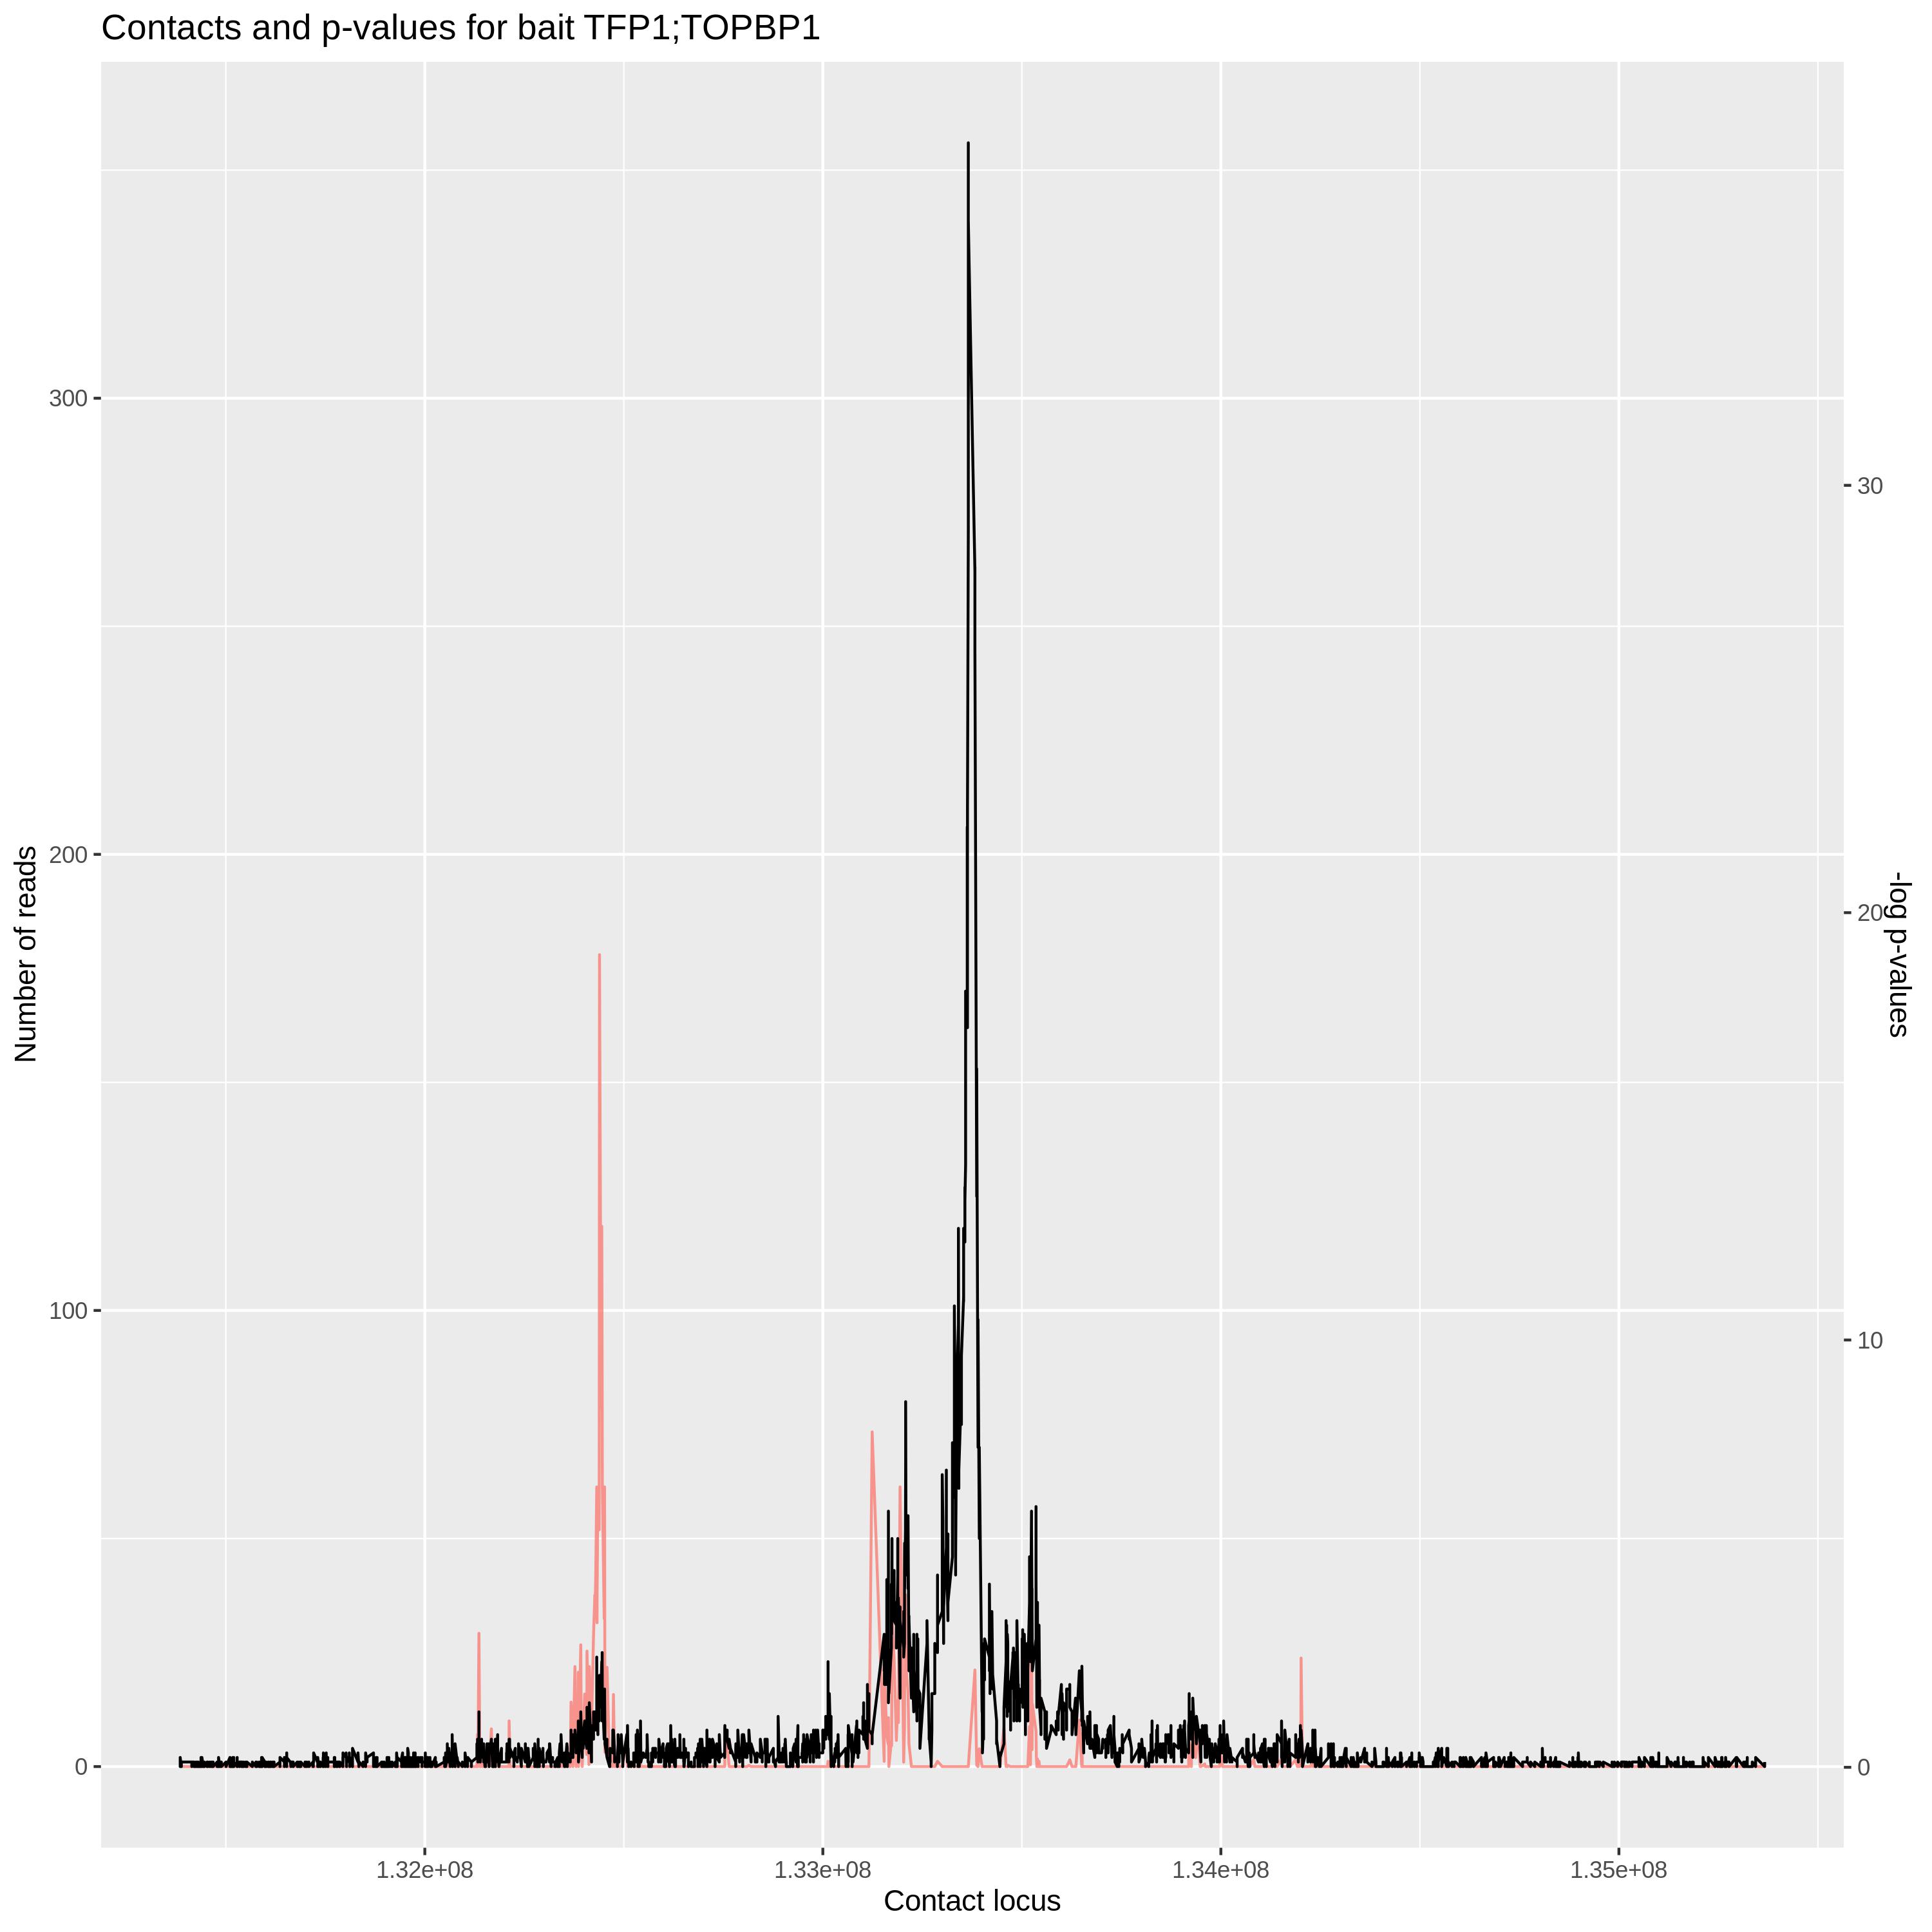 Contacts and p-values for bait TFP1;TOPBP1
Number of reads
300
200
100
0
30
20
10
0
-log p-values
1.32e+08 1.33e+08 1.34e+08 1.35e+08
Contact locus